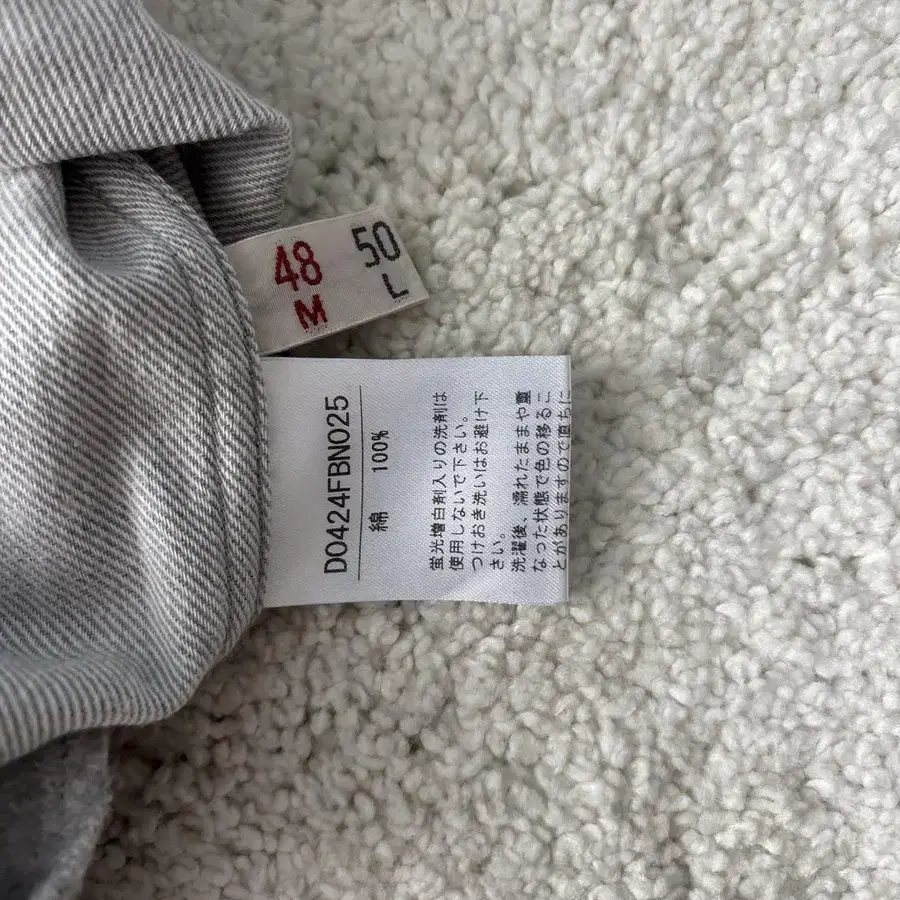 48 50
M L
D0424FBN025
綿 100%
蛍光増白剤入りの洗剤は
使用しないで下さい。
つけおき洗いはお避け下
さい。
洗濯後、濡れたままや重
なった状態で色の移るこ
とがありますので直ちに